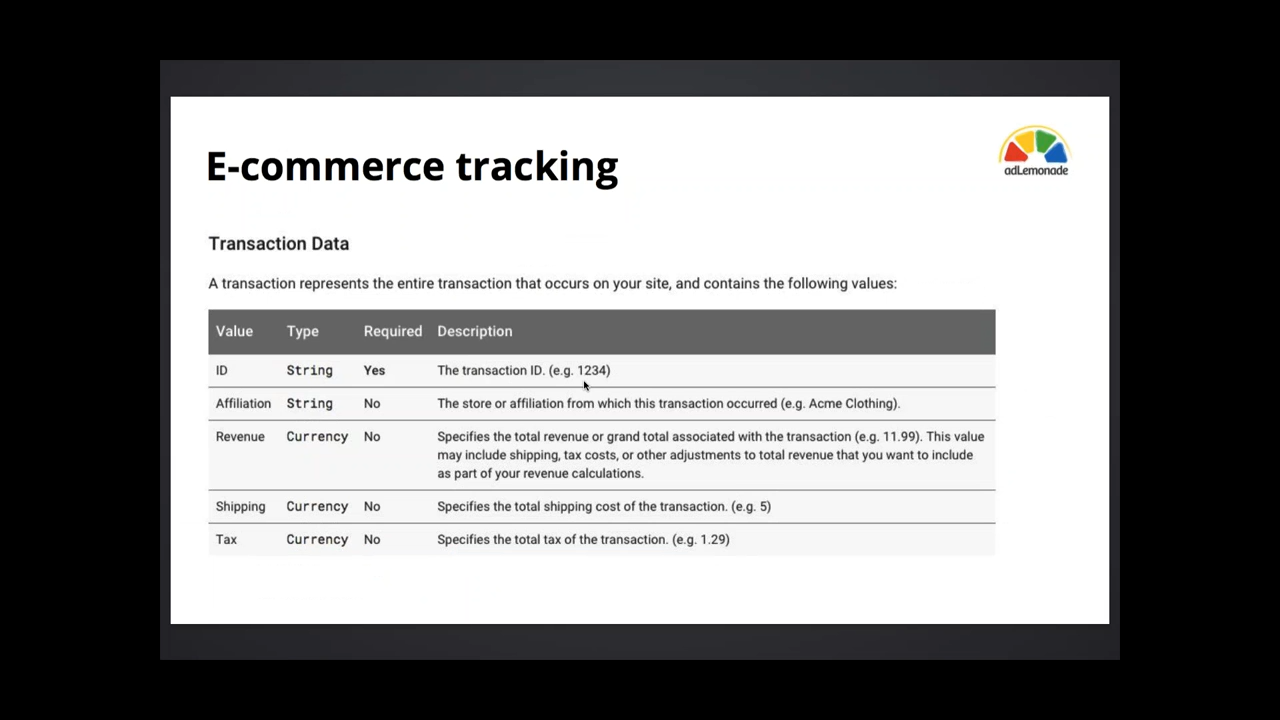 E-commerce tracking
adLemonade
Transaction Data
A transaction represents the entire transaction that occurs on your site, and contains the following values:
Value Type Required Description
ID String Yes The transaction ID. (e.g. 1234)
Affiliation String No The store or affiliation from which this transaction occurred (e.g. Acme Clothing).
Revenue Currency No Specifies the total revenue or grand total associated with the transaction (e.g. 11.99). This value
may include shipping, tax costs, or other adjustments to total revenue that you want to include
as part of your revenue calculations.
Shipping Currency No Specifies the total shipping cost of the transaction. (e.g. 5)
Tax Currency No Specifies the total tax of the transaction. (e.g. 1.29)